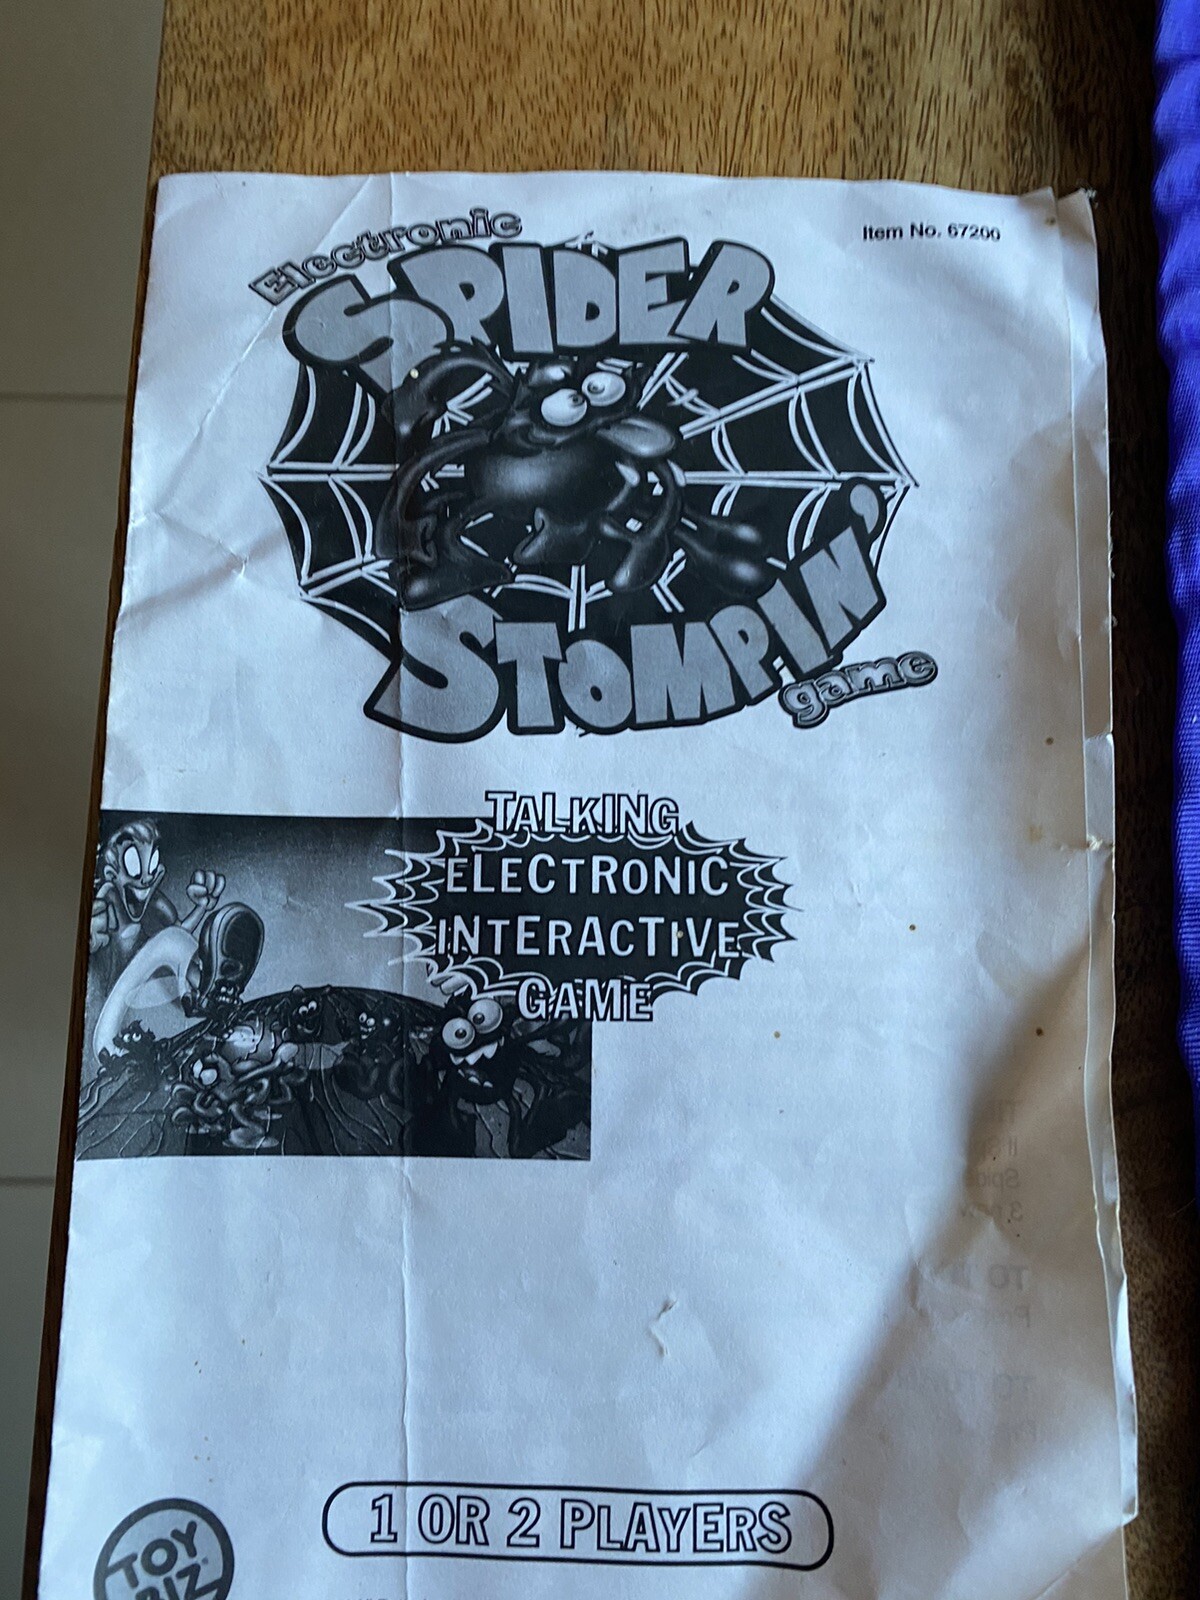 Item No. 67200
Electronic
SPIDER
STOMPIN'
game
TALKING
ELECTRONIC
INTERACTIVE
GAME
1 OR 2 PLAYERS
TOY
BIZ